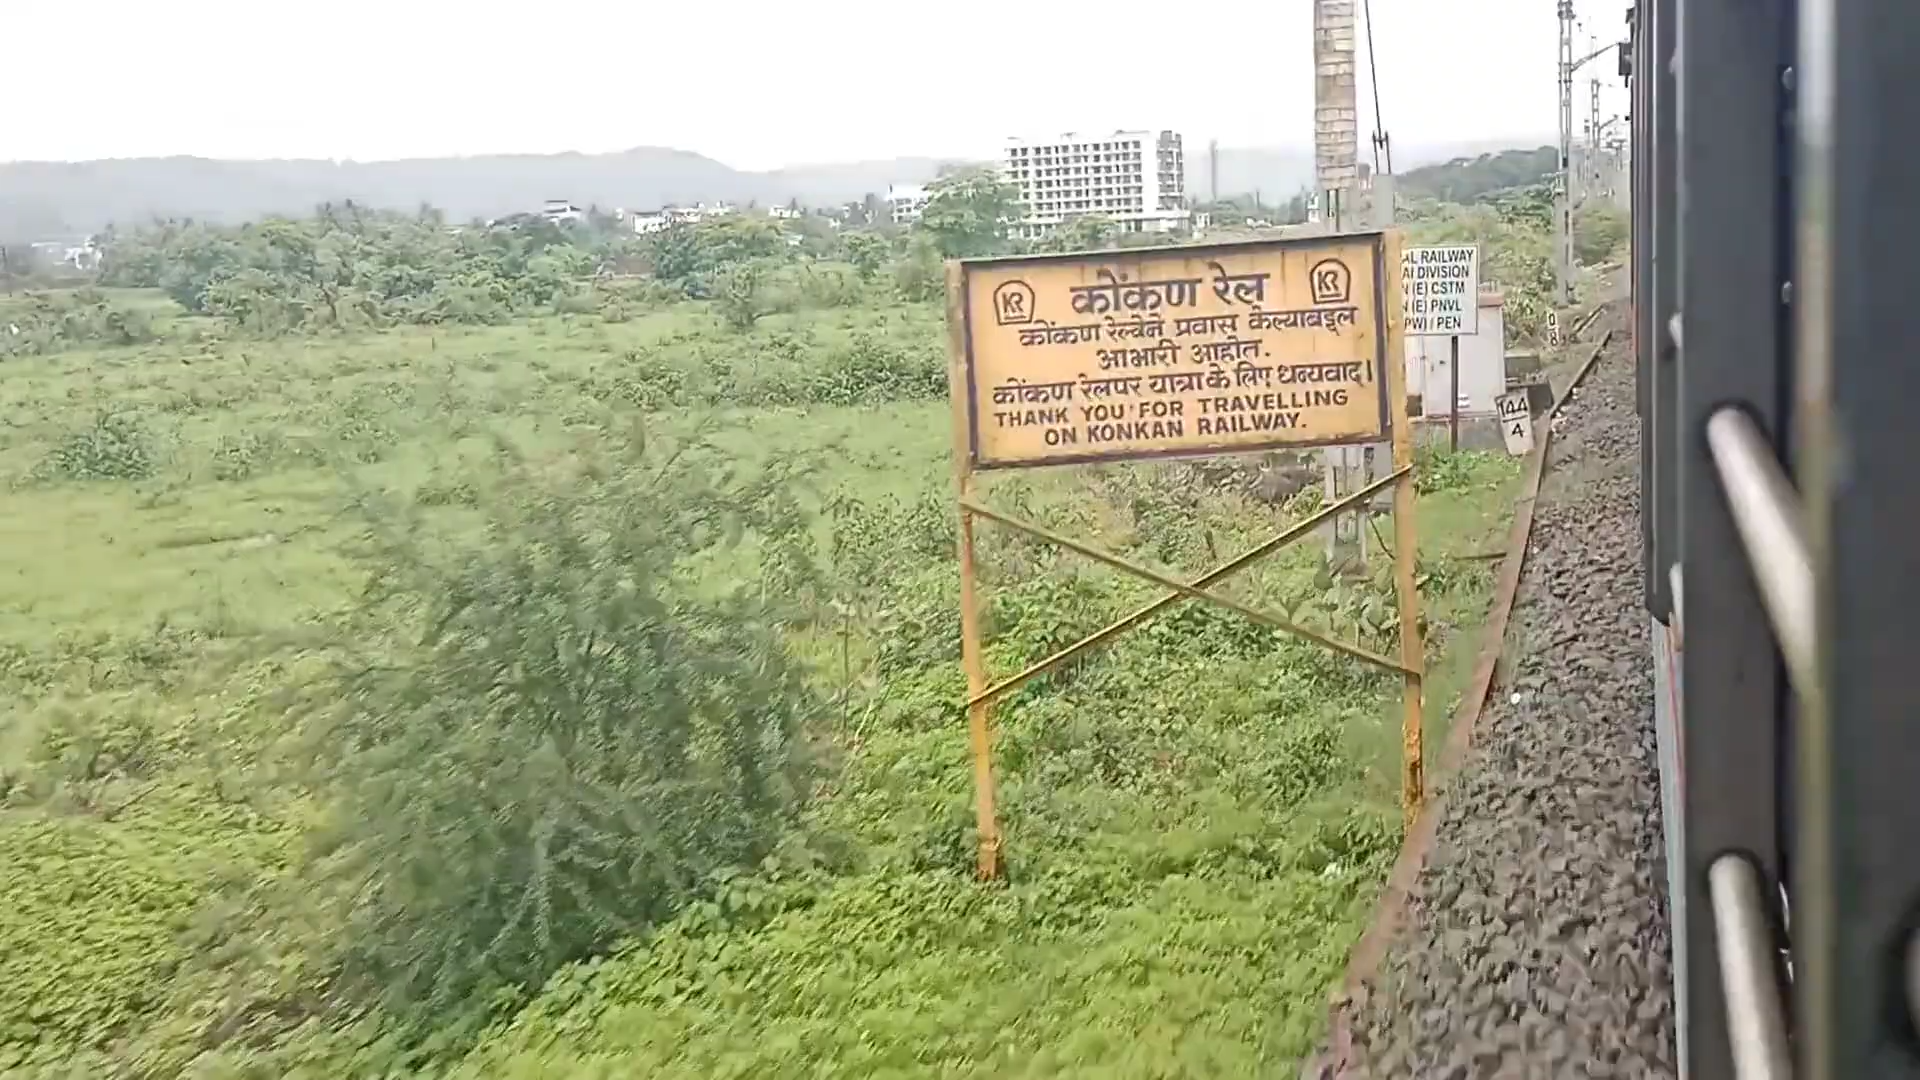 KR कोंकण रेल KR
कोंकण रेल्वेने प्रवास केल्याबद्दल
आभारी आहोत.
कोंकण रेलपर यात्रा के लिए धन्यवाद।
THANK YOU FOR TRAVELLING
ON KONKAN RAILWAY.
AL RAILWAY
AI DIVISION
N (E) CSTM
N (E) PNVL
PWI / PEN
144
4